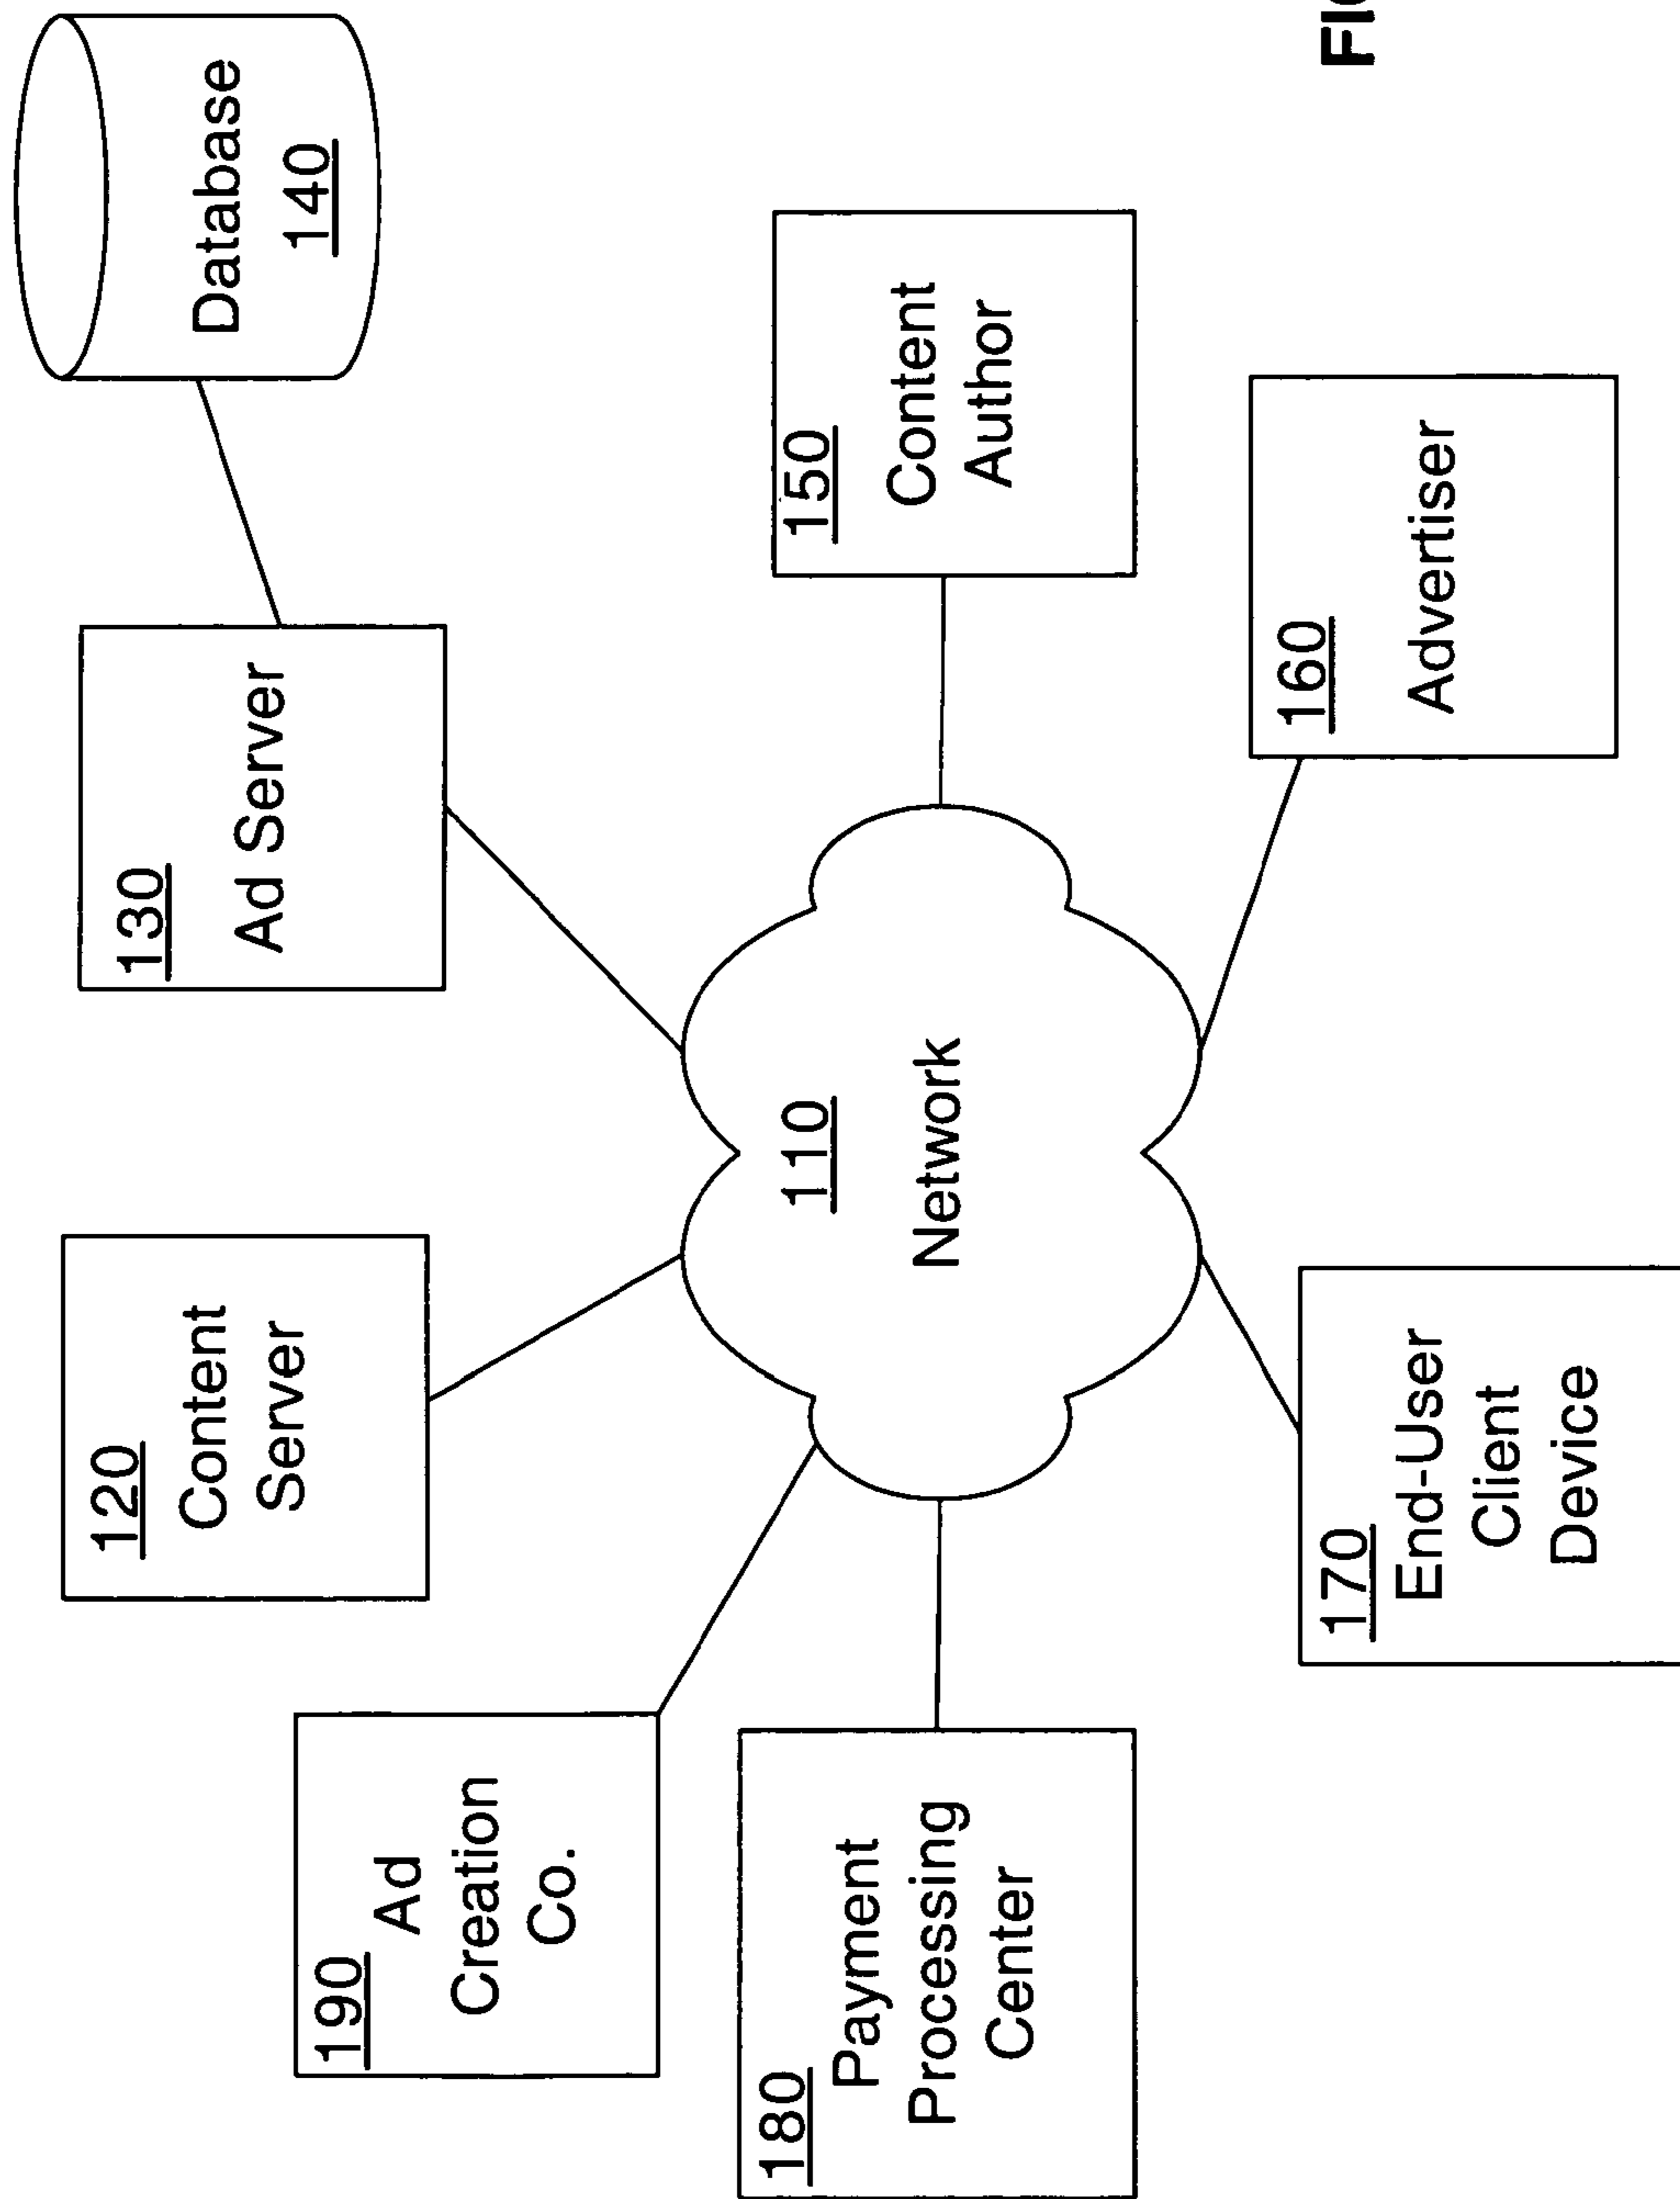 190
Ad
Creation
Co.
120
Content
Server
130
Ad Server
Database
140
180
Payment
Processing
Center
110
Network
150
Content
Author
170
End-User
Client
Device
160
Advertiser